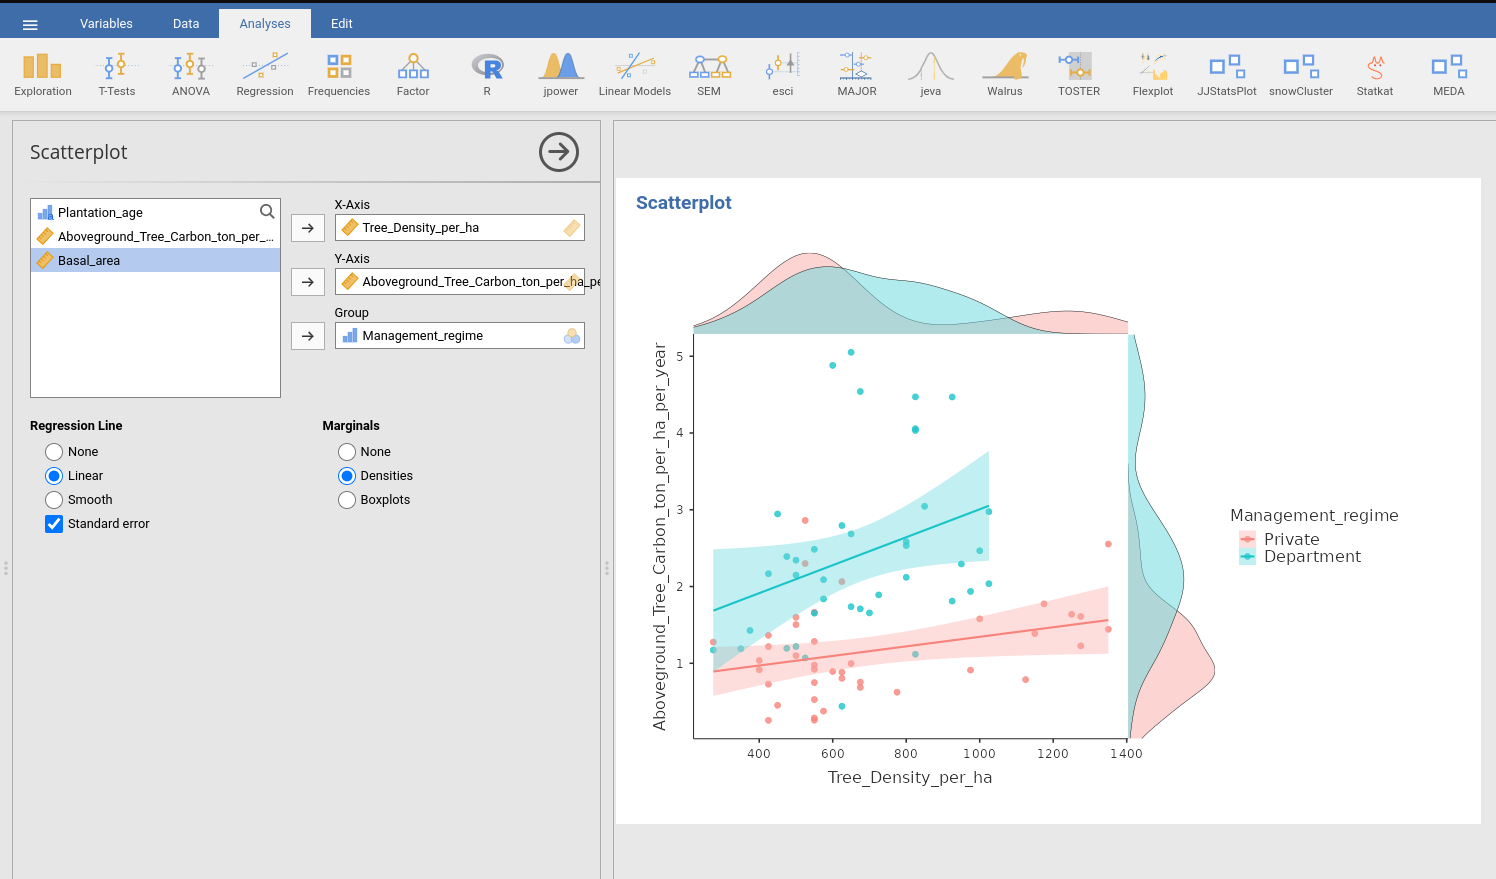 Variables Data Analyses Edit
Exploration T-Tests ANOVA Regression Frequencies Factor R jpower Linear Models SEM esci MAJOR jeva Walrus TOSTER Flexplot JJStatsPlot snowCluster Statkat MEDA
Scatterplot
Plantation_age
Aboveground_Tree_Carbon_ton_per_...
Basal_area
X-Axis
Tree_Density_per_ha
Y-Axis
Aboveground_Tree_Carbon_ton_per_ha_pe
Group
Management_regime
Regression Line
None
Linear
Smooth
Standard error
Marginals
None
Densities
Boxplots
Scatterplot
Aboveground_Tree_Carbon_ton_per_ha_per_year
5
4
3
2
1
400 600 800 1000 1200 1400
Tree_Density_per_ha
Management_regime
Private
Department